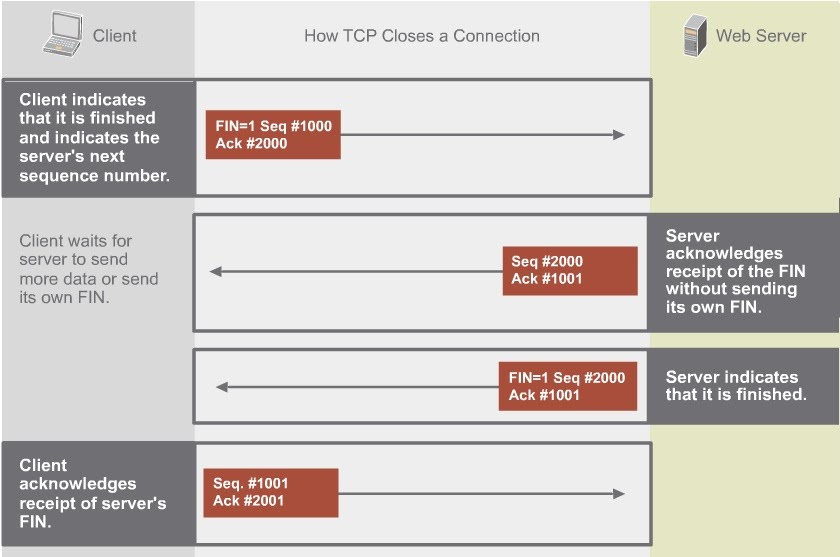 Client
How TCP Closes a Connection
Web Server
Client indicates
that it is finished
and indicates the
server's next
sequence number.
FIN=1 Seq #1000
Ack #2000
Client waits for
server to send
more data or send
its own FIN.
Seq #2000
Ack #1001
Server
acknowledges
receipt of the FIN
without sending
its own FIN.
FIN=1 Seq #2000
Ack #1001
Server indicates
that it is finished.
Client
acknowledges
receipt of server's
FIN.
Seq. #1001
Ack #2001